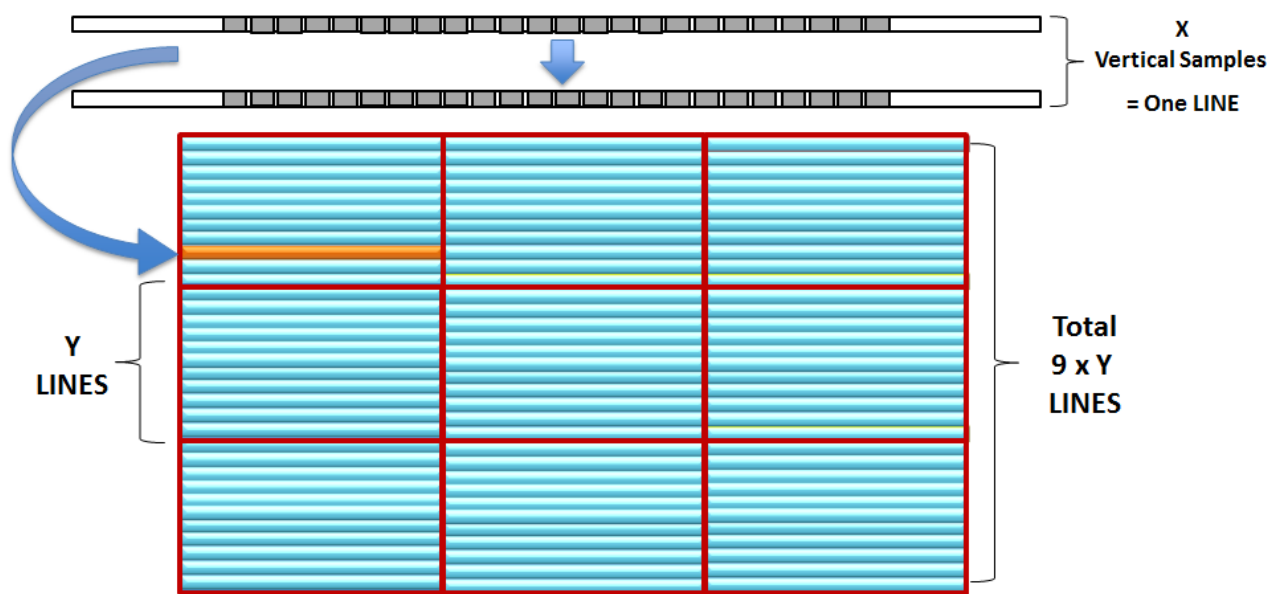 X
Vertical Samples
= One LINE
Y
LINES
Total
9 x Y
LINES